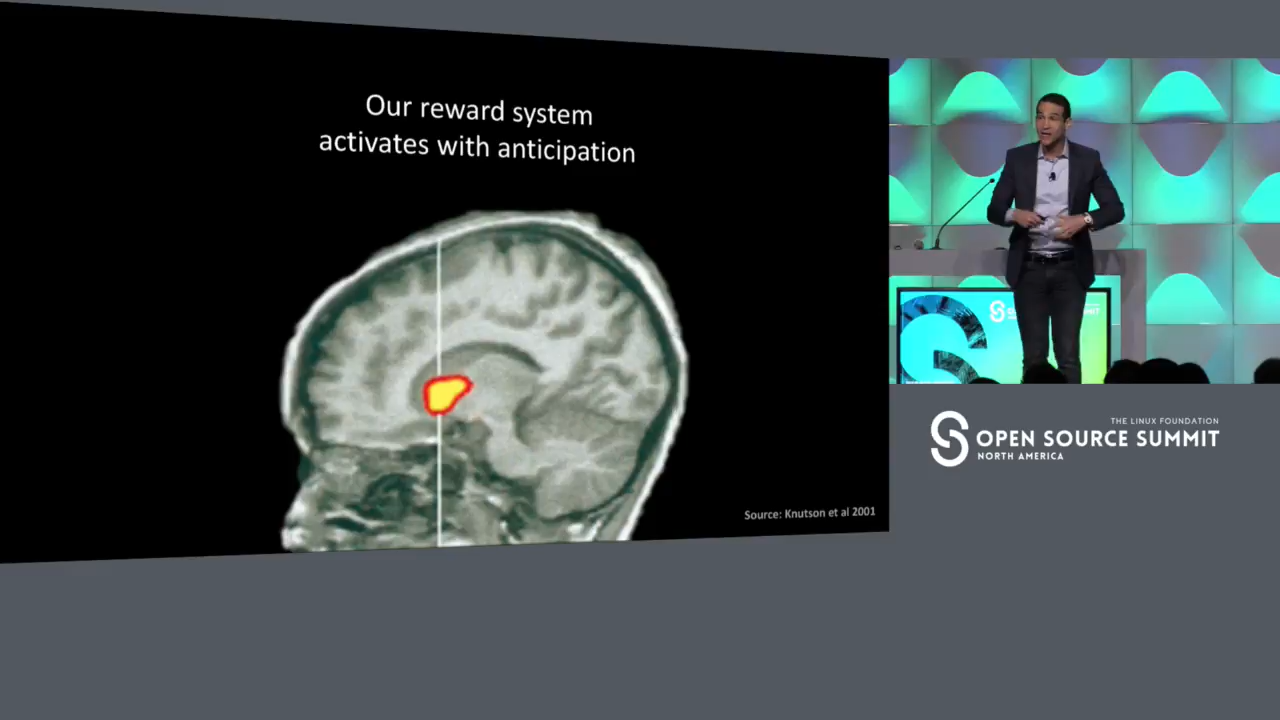 Our reward system
activates with anticipation
Source: Knutson et al 2001
THE LINUX FOUNDATION
OPEN SOURCE SUMMIT
NORTH AMERICA